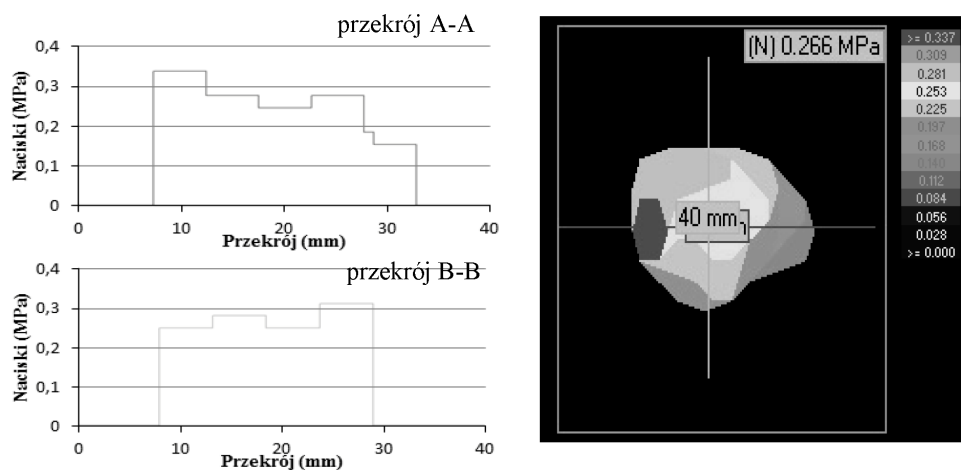 przekrój A-A
0,4
0,3
0,2
0,1
0
Naciski (MPa)
0 10 20 30 40
Przekrój (mm)
przekrój B-B
0,4
0,3
0,2
0,1
0
Naciski (MPa)
0 10 20 30 40
Przekrój (mm)
(N) 0.266 MPa
40 mm
>= 0.337
0.309
0.281
0.253
0.225
0.197
0.168
0.140
0.112
0.084
0.056
0.028
>= 0.000